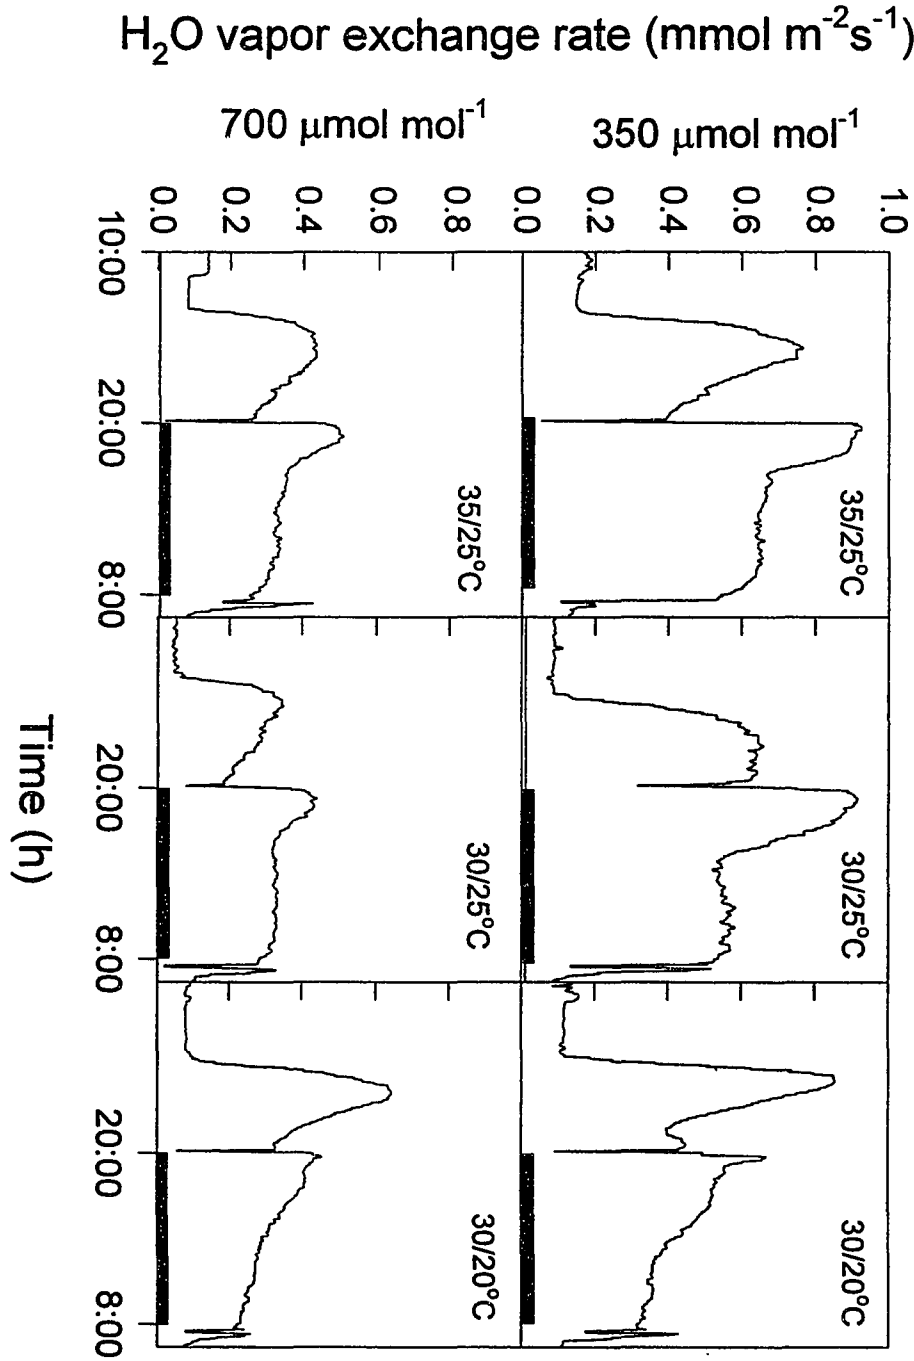 H₂O vapor exchange rate (mmol m⁻²s⁻¹)
350 μmol mol⁻¹
1.0
0.8
0.6
0.4
0.2
0.0
35/25°C
30/25°C
30/20°C
700 μmol mol⁻¹
0.8
0.6
0.4
0.2
0.0
35/25°C
30/25°C
30/20°C
10:00
20:00
8:00
20:00
8:00
20:00
8:00
Time (h)